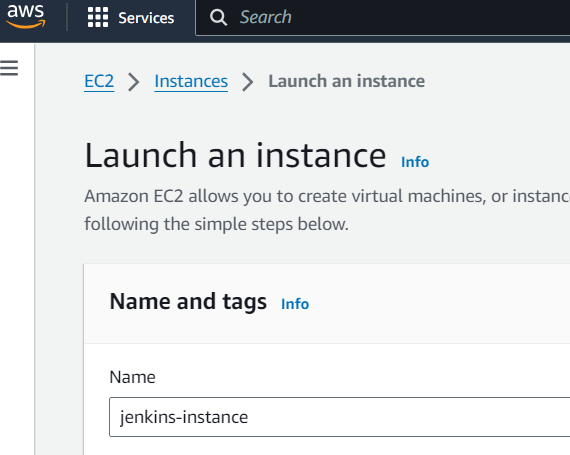 aws
Services
Search
EC2 > Instances > Launch an instance
Launch an instance Info
Amazon EC2 allows you to create virtual machines, or
following the simple steps below.
Name and tags Info
Name
jenkins-instance